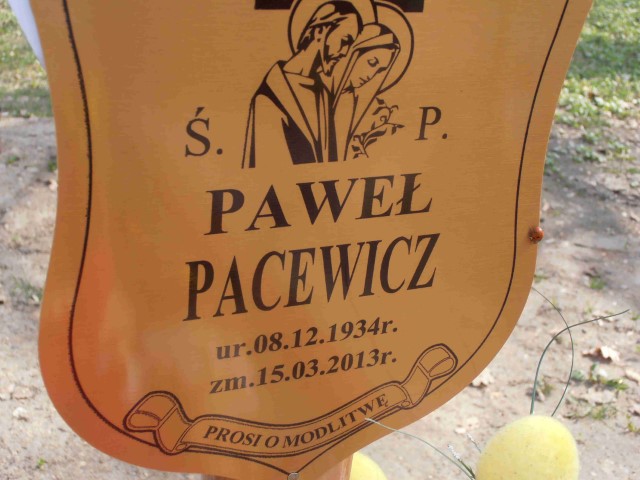 Ś. P.
PAWEŁ
PACEWICZ
ur.08.12.1934r.
zm.15.03.2013r.
PROSI O MODLITWĘ